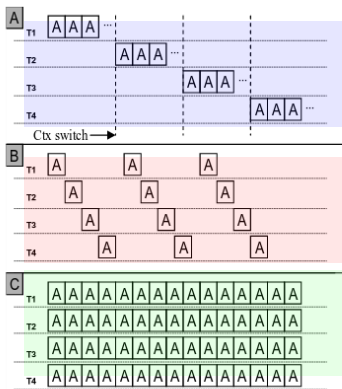 A
T1 A A A ...
T2 A A A ...
T3 A A A ...
T4 A A A ...
Ctx switch
B
T1 A A A
T2 A A A
T3 A A A
T4 A A A
C
T1 A A A A A A A A A A A A A A A
T2 A A A A A A A A A A A A A A A
T3 A A A A A A A A A A A A A A A
T4 A A A A A A A A A A A A A A A